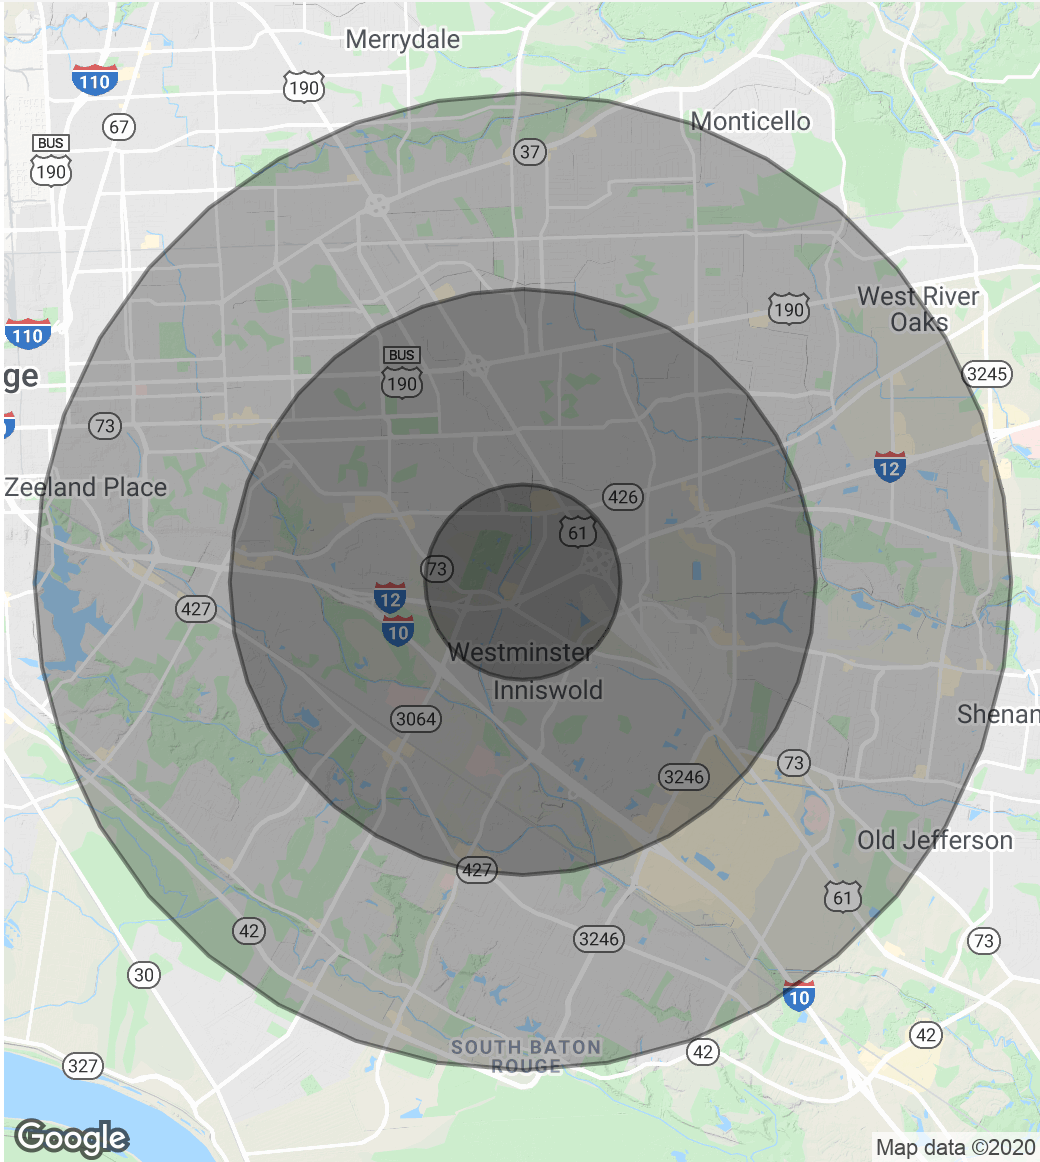 Merrydale
110
190
67
Monticello
BUS
190
37
West River
Oaks
190
110
BUS
190
ge
3245
73
12
Zeeland Place
426
61
73
12
427
10
Westminster
Inniswold
3064
Shenan
73
3246
Old Jefferson
427
61
42
3246
73
30
10
42
SOUTH BATON
ROUGE
42
327
Google
Map data ©2020